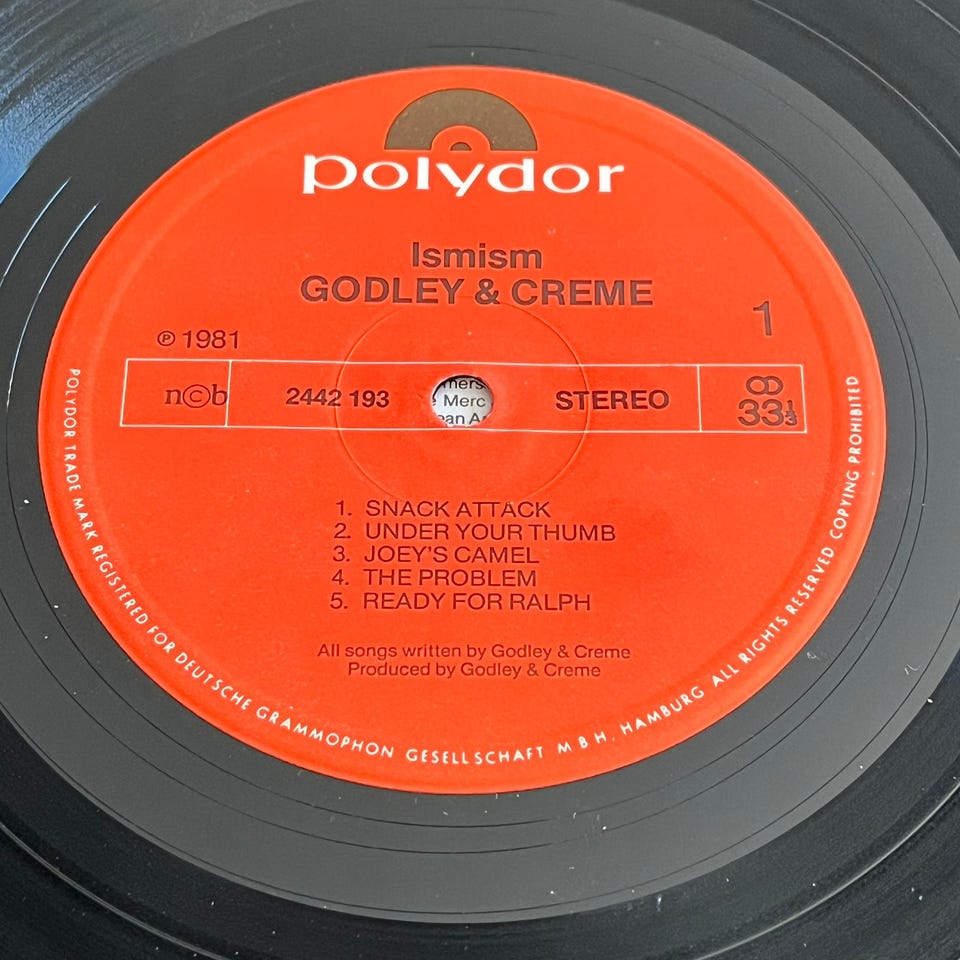 polydor
Ismism
GODLEY & CREME
1
℗ 1981
n©b 2442 193 STEREO 33⅓
Merc
1. SNACK ATTACK
2. UNDER YOUR THUMB
3. JOEY'S CAMEL
4. THE PROBLEM
5. READY FOR RALPH
All songs written by Godley & Creme
Produced by Godley & Creme
POLYDOR TRADE MARK REGISTERED FOR DEUTSCHE GRAMMOPHON GESELLSCHAFT M B H. HAMBURG ALL RIGHTS RESERVED COPYING PROHIBITED